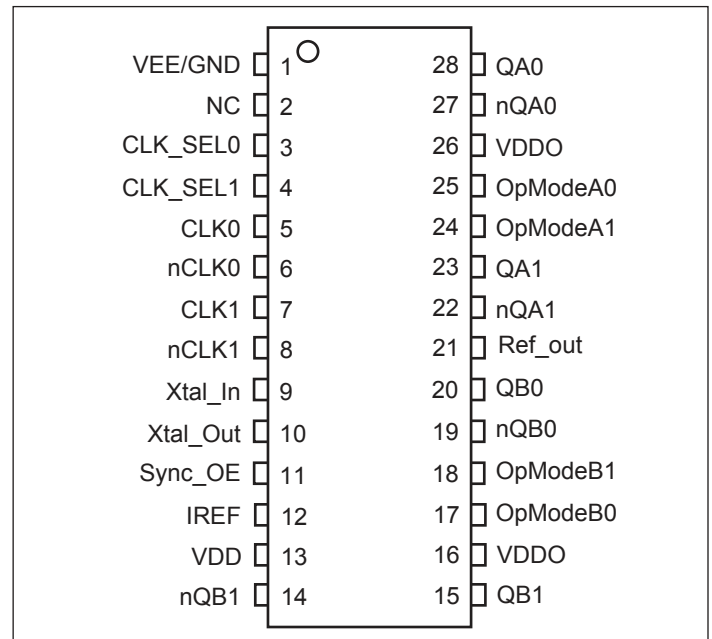 VEE/GND 1 28 QA0
NC 2 27 nQA0
CLK_SEL0 3 26 VDDO
CLK_SEL1 4 25 OpModeA0
CLK0 5 24 OpModeA1
nCLK0 6 23 QA1
CLK1 7 22 nQA1
nCLK1 8 21 Ref_out
Xtal_In 9 20 QB0
Xtal_Out 10 19 nQB0
Sync_OE 11 18 OpModeB1
IREF 12 17 OpModeB0
VDD 13 16 VDDO
nQB1 14 15 QB1